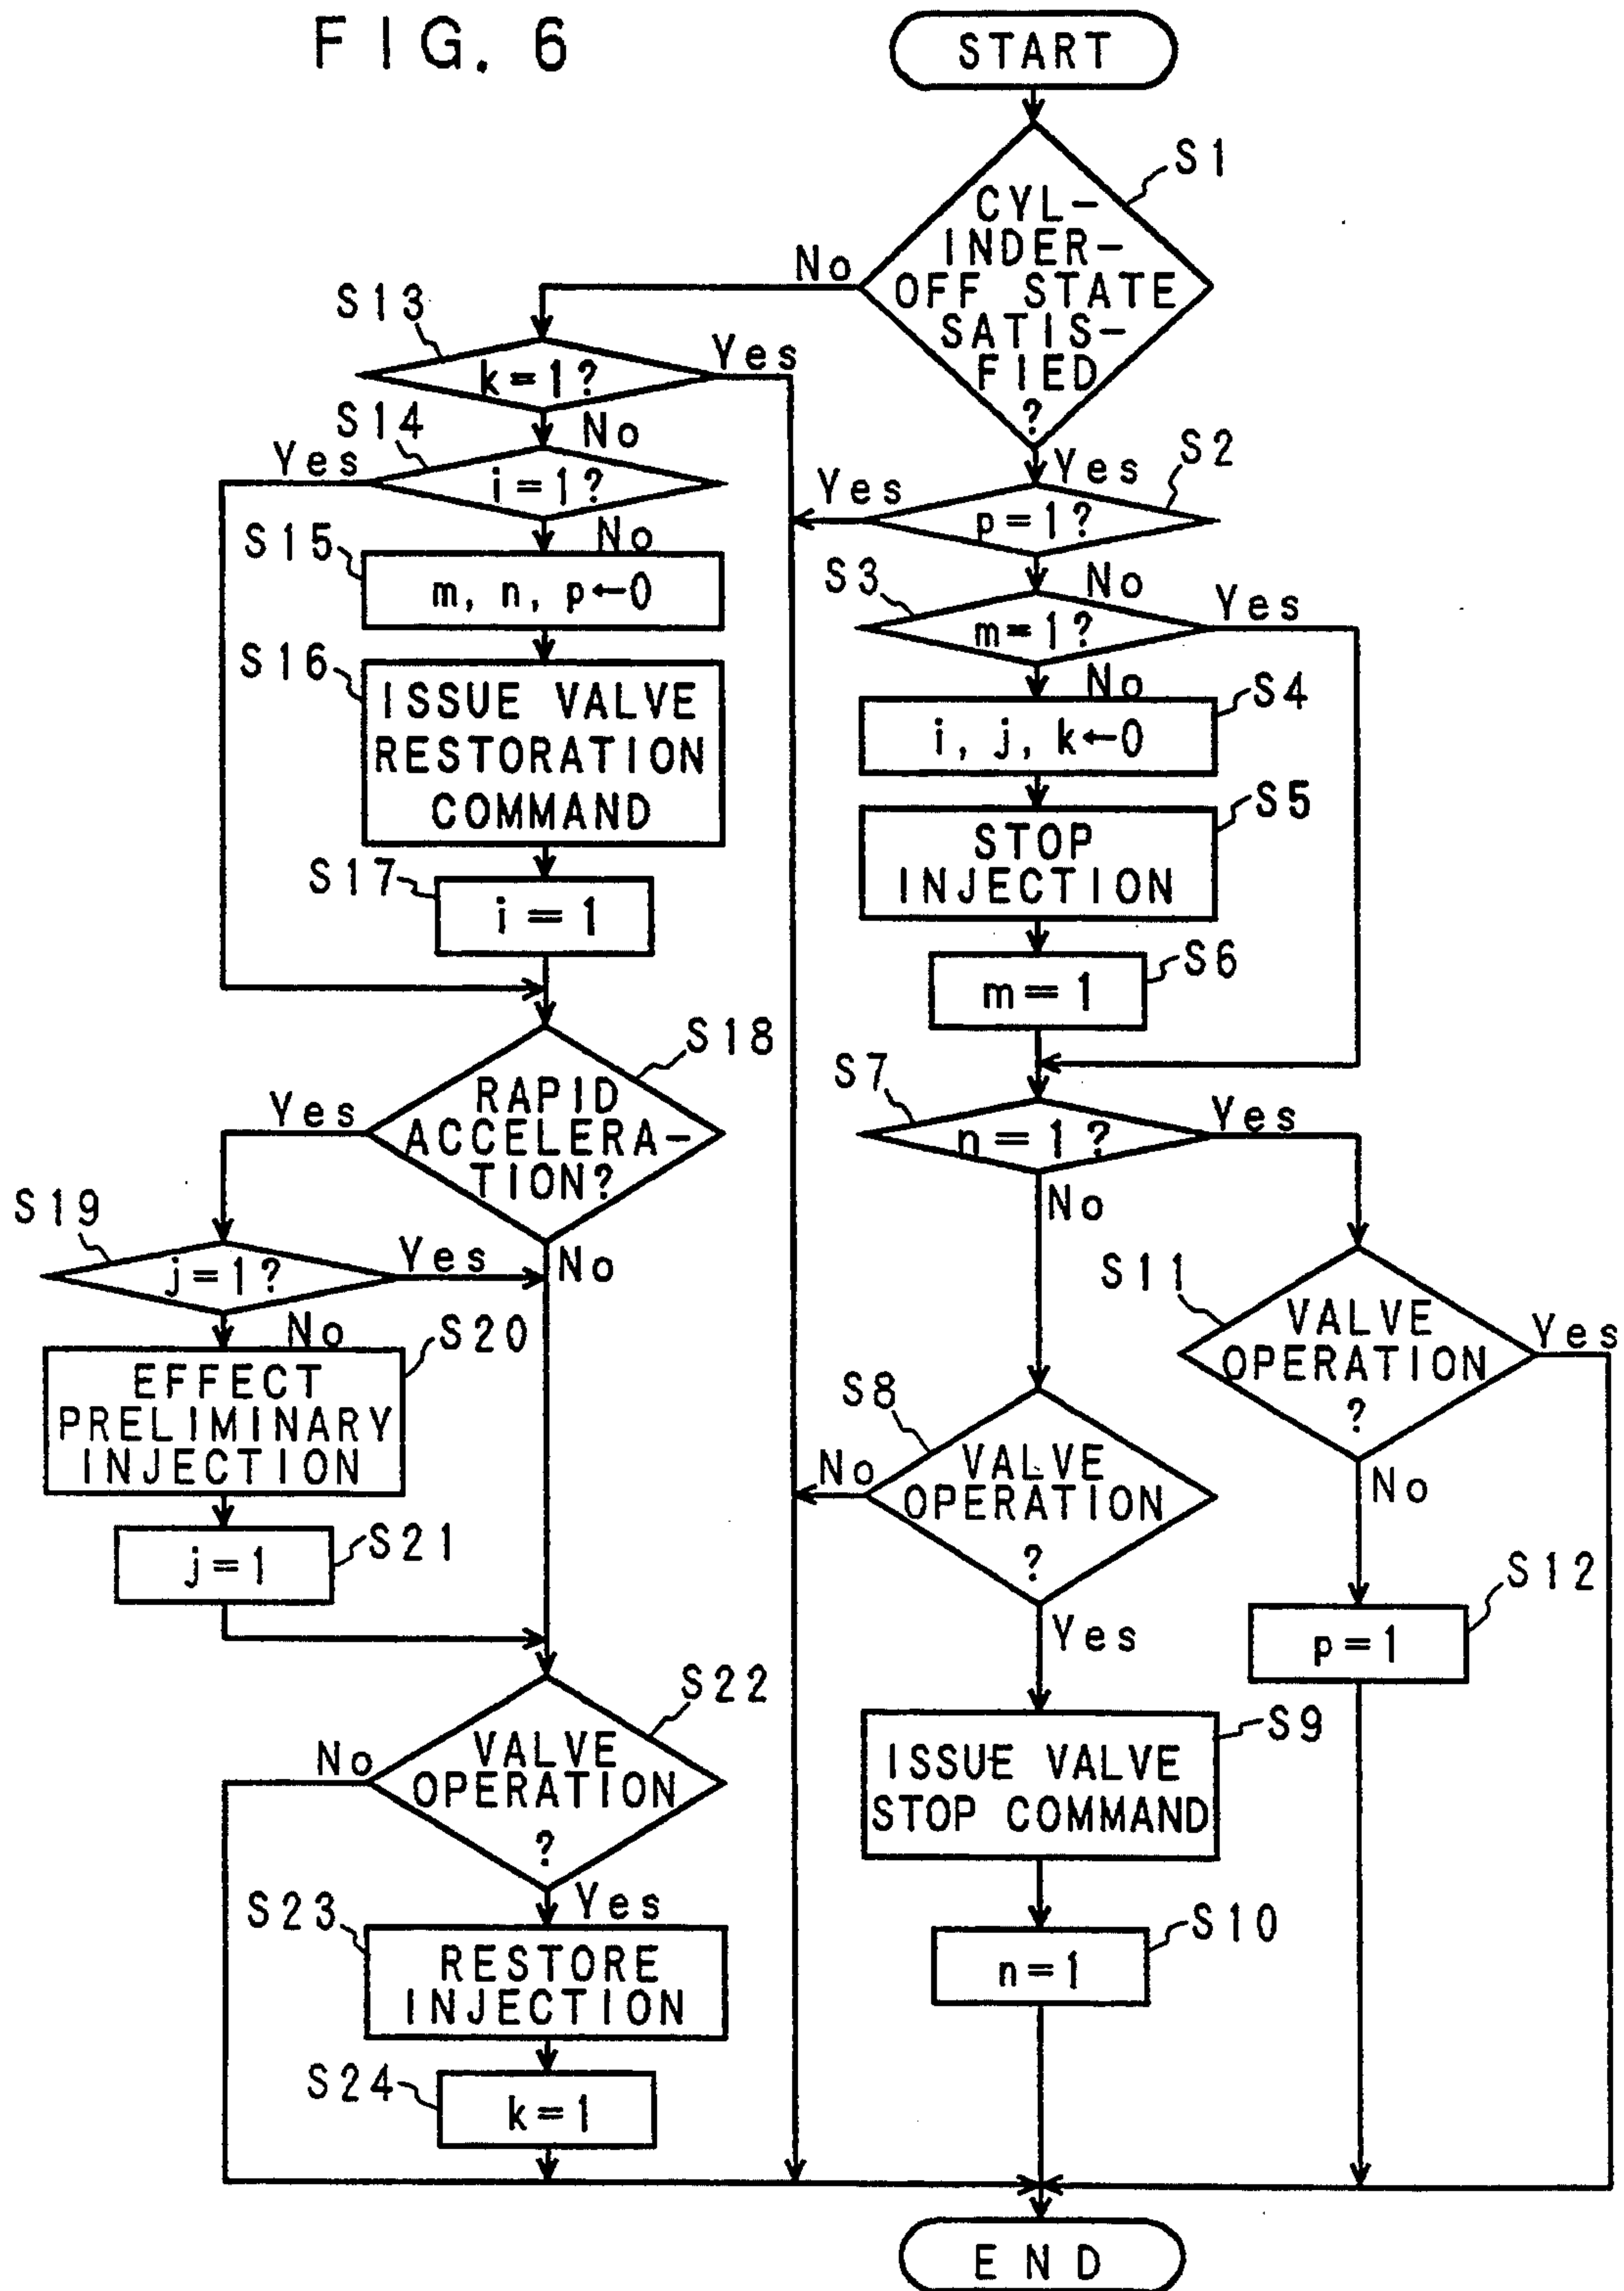 FIG. 6
START
S1
CYL-
INDER-
OFF STATE
SATIS-
FIED
?
No
Yes
S13
k=1?
Yes
No
S14
i=1?
Yes
No
S15
m, n, p←0
S16
ISSUE VALVE
RESTORATION
COMMAND
S17
i=1
S18
RAPID
ACCELERA-
TION?
Yes
No
S19
j=1?
Yes
No
S20
EFFECT
PRELIMINARY
INJECTION
S21
j=1
S22
VALVE
OPERATION
?
No
Yes
S23
RESTORE
INJECTION
S24
k=1
S2
p=1?
Yes
No
S3
m=1?
Yes
No
S4
i, j, k←0
S5
STOP
INJECTION
S6
m=1
S7
n=1?
Yes
No
S8
VALVE
OPERATION
?
No
Yes
S9
ISSUE VALVE
STOP COMMAND
S10
n=1
S11
VALVE
OPERATION
?
Yes
No
S12
p=1
END